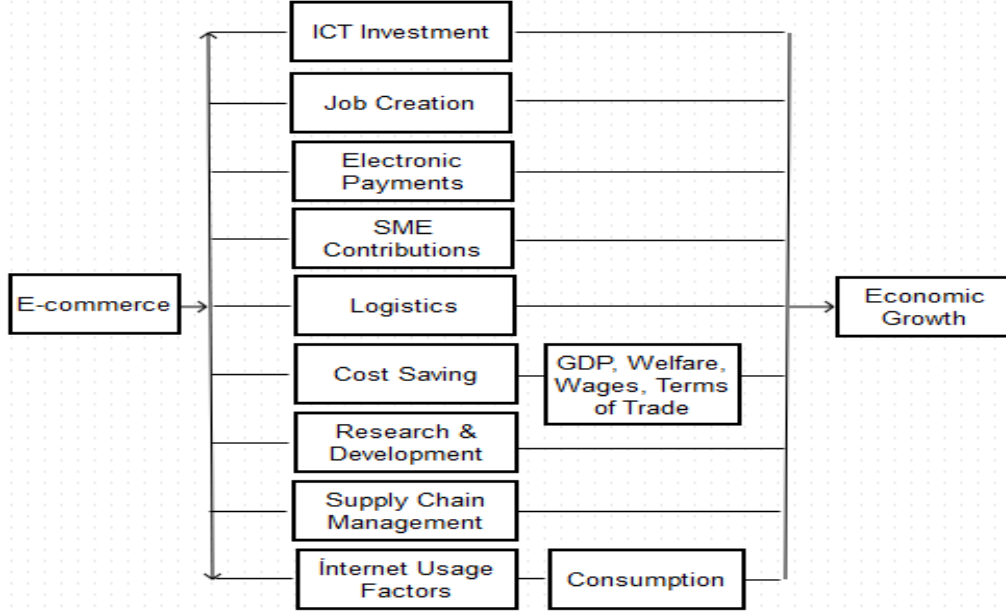 ICT Investment
Job Creation
Electronic
Payments
SME
Contributions
E-commerce
Logistics
Economic
Growth
Cost Saving
GDP, Welfare,
Wages, Terms
of Trade
Research &
Development
Supply Chain
Management
İnternet Usage
Factors
Consumption